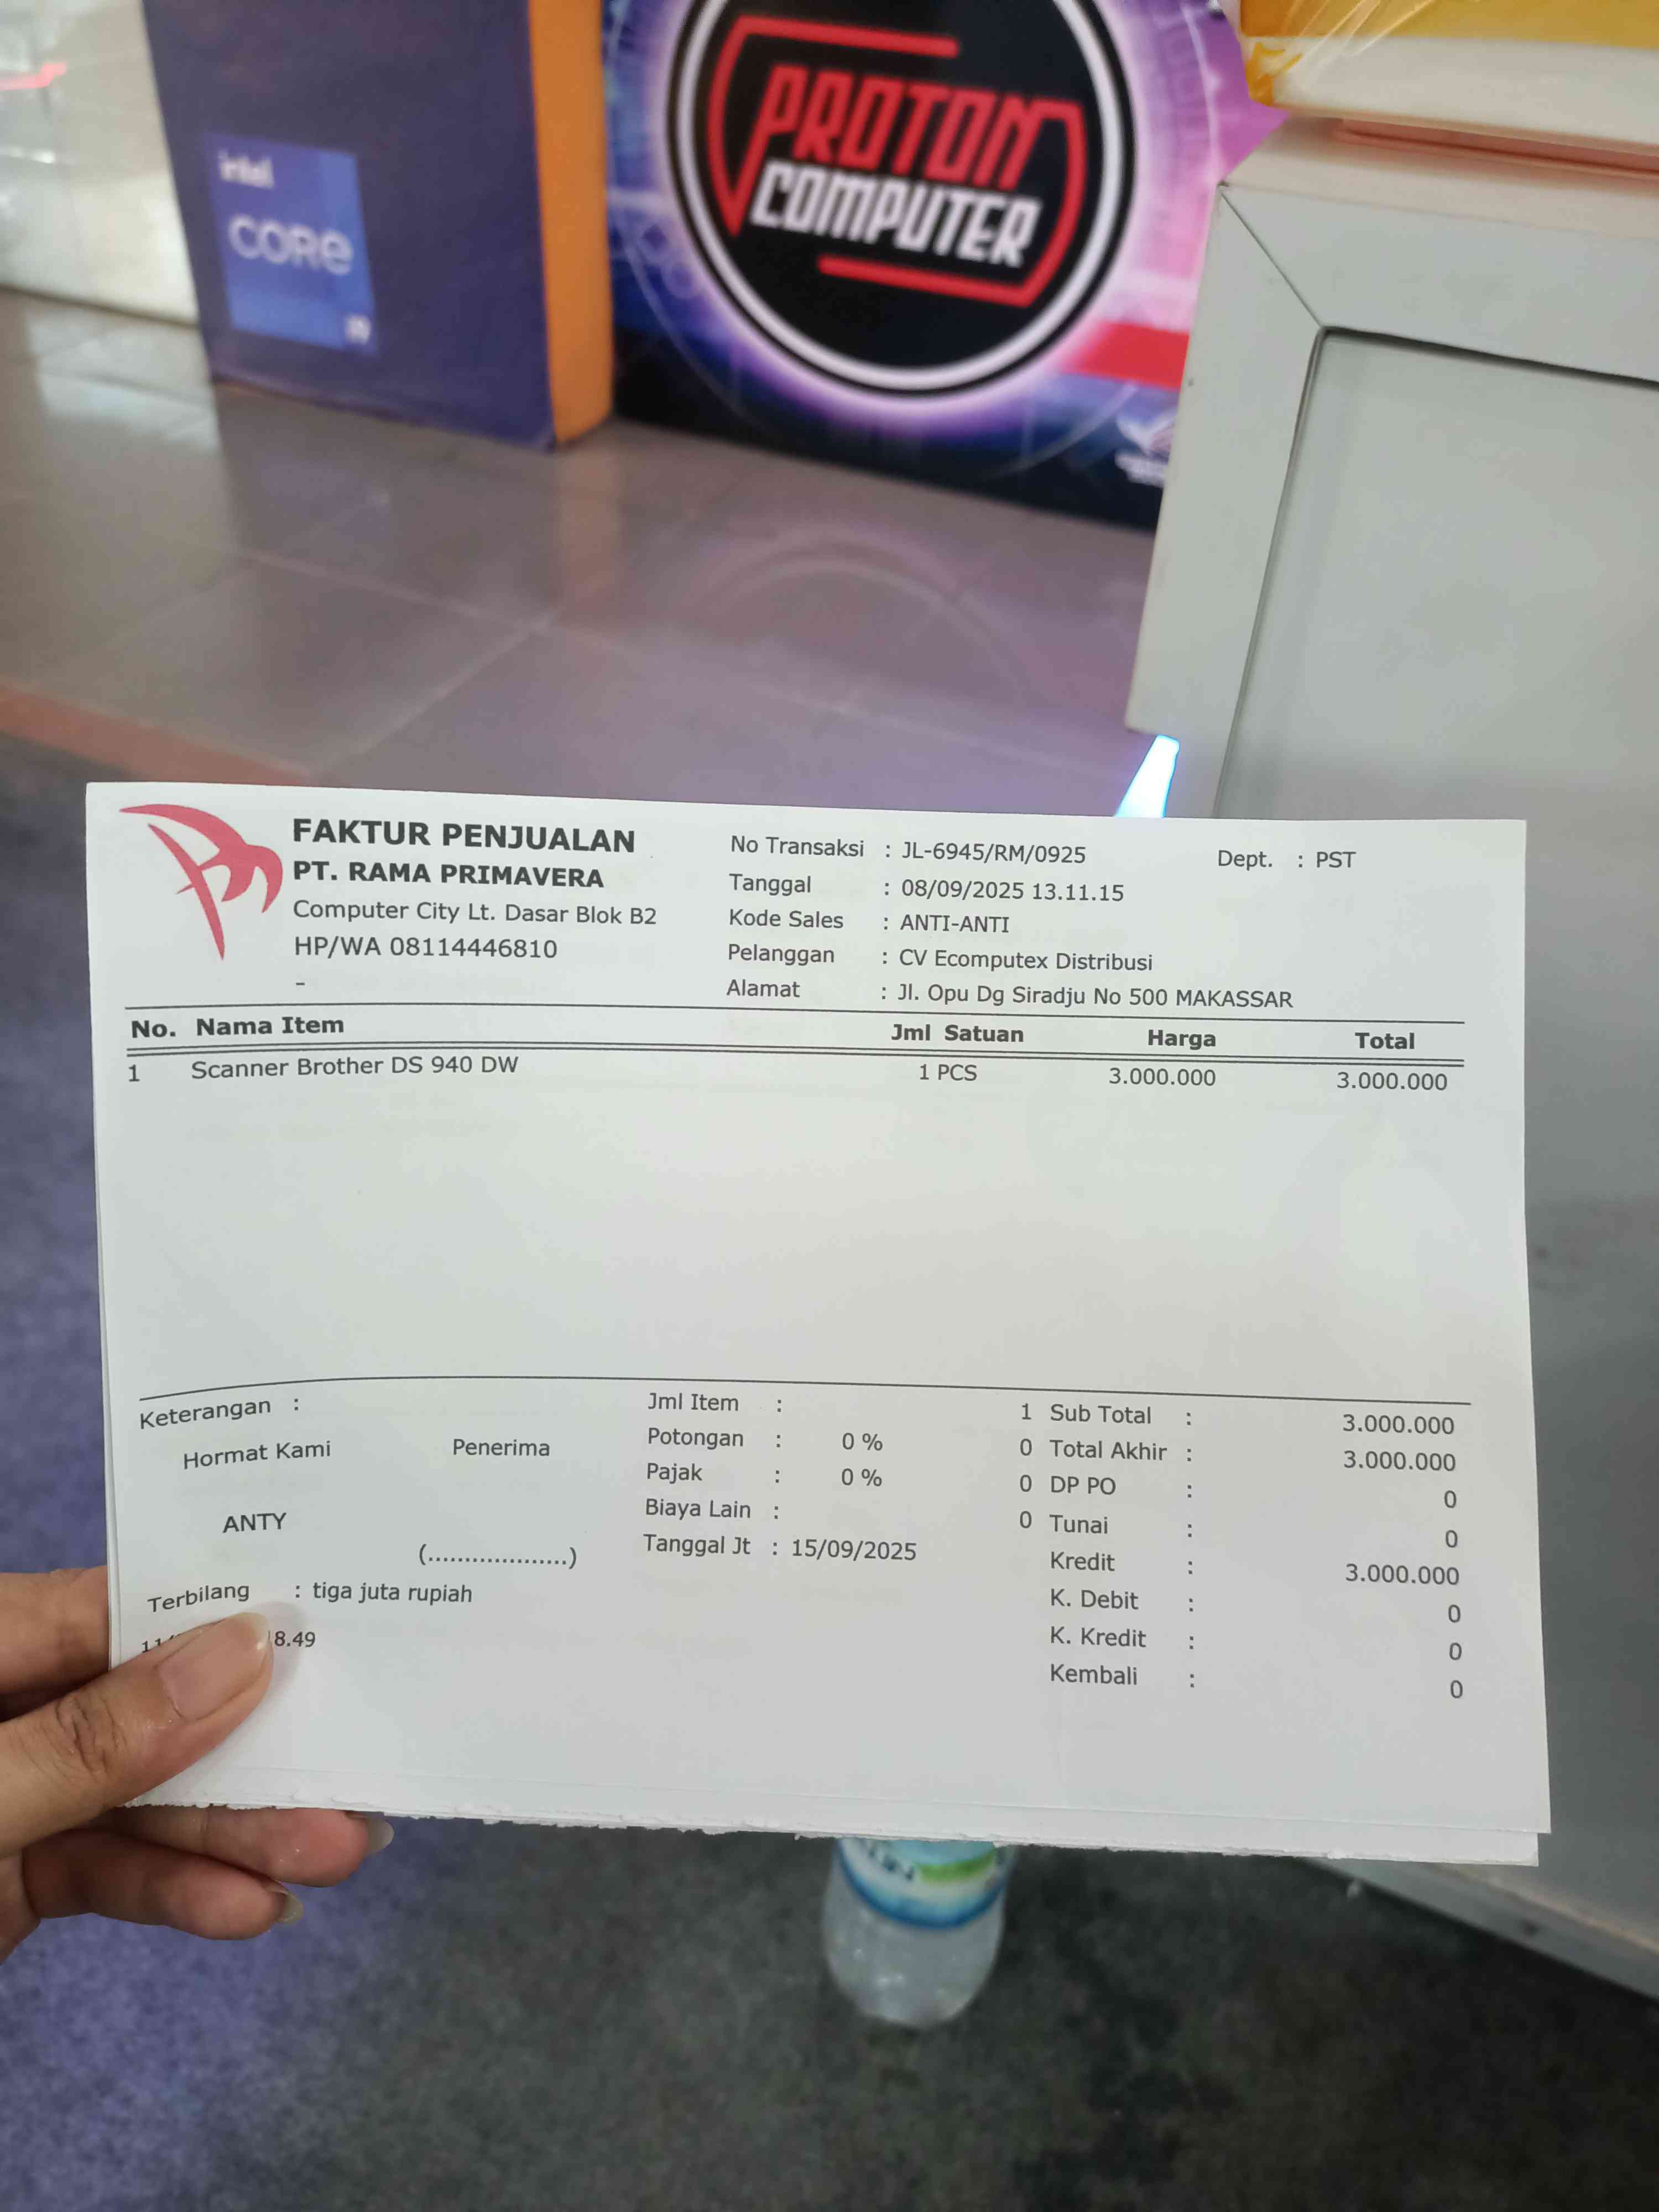 intel
CORE
i9
PROTON
COMPUTER
FAKTUR PENJUALAN
PT. RAMA PRIMAVERA
Computer City Lt. Dasar Blok B2
HP/WA 08114446810
-
No Transaksi : JL-6945/RM/0925 Dept. : PST
Tanggal : 08/09/2025 13.11.15
Kode Sales : ANTI-ANTI
Pelanggan : CV Ecomputex Distribusi
Alamat : Jl. Opu Dg Siradju No 500 MAKASSAR
No. Nama Item Jml Satuan Harga Total
1 Scanner Brother DS 940 DW 1 PCS 3.000.000 3.000.000
Keterangan :
Hormat Kami Penerima
ANTY
(...................)
Terbilang : tiga juta rupiah
8.49
Jml Item : 1
Potongan : 0 % 0
Pajak : 0 % 0
Biaya Lain : 0
Tanggal Jt : 15/09/2025
Sub Total : 3.000.000
Total Akhir : 3.000.000
DP PO : 0
Tunai : 0
Kredit : 3.000.000
K. Debit : 0
K. Kredit : 0
Kembali : 0